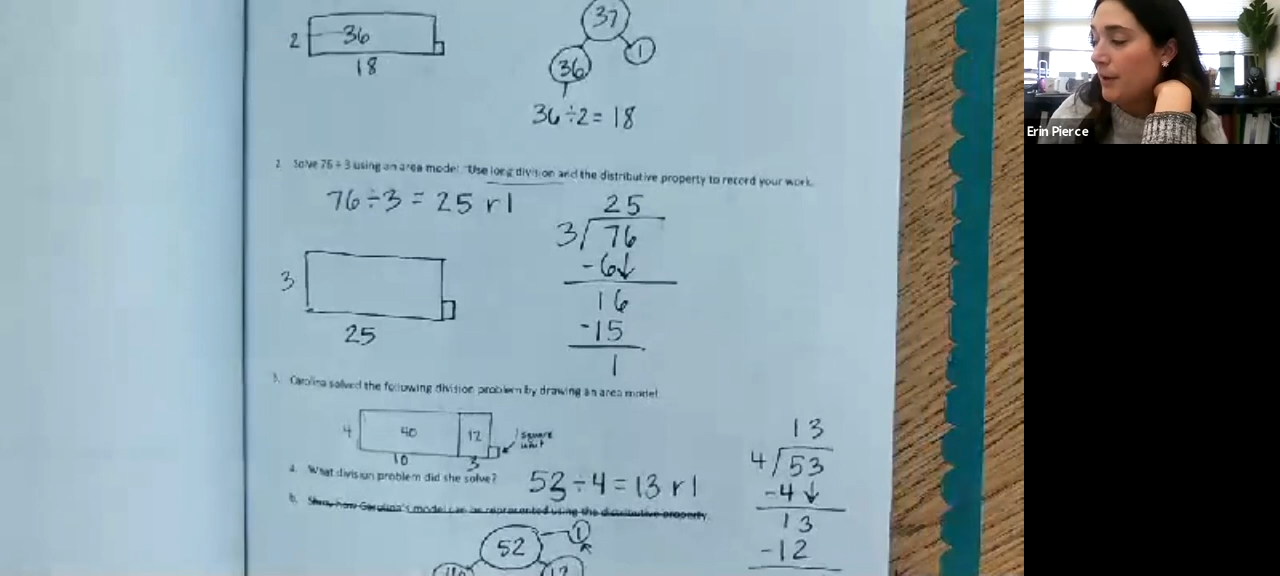 2 36
18
37
36 1
36÷2=18
2. Solve 76 ÷ 3 using an area model. Use long division and the distributive property to record your work.
76÷3 = 25 r1
25
3 76
-6↓
16
-15
1
3
25
3. Carolina solved the following division problem by drawing an area model.
4 40 12 1 square unit
10 3
a. What division problem did she solve?
53÷4=13 r1
13
4 53
-4↓
13
-12
b. Show how Carolina's model can be represented using the distributive property.
52 1
40 12
Erin Pierce